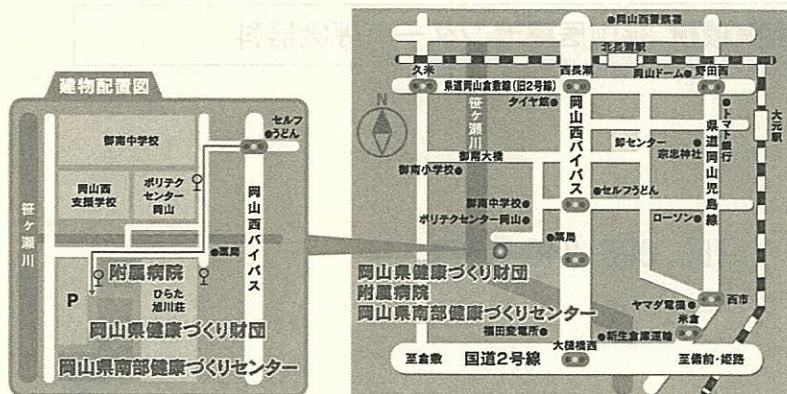 建物配置図
御南中学校
セルフ
うどん
岡山西
支援学校
ポリテク
センター
岡山
笹ヶ瀬川
岡山西バイパス
薬局
附属病院
P
ひらた
旭川荘
岡山県健康づくり財団
岡山県南部健康づくりセンター
岡山西警察署
北長瀬駅
久米
西長瀬
岡山ドーム
野田西
県道岡山倉敷線(旧2号線)
タイヤ館
N
笹ヶ瀬川
岡山西バイパス
卸センター
トマト銀行
宗忠神社
県道岡山児島線
大元駅
御南大橋
御南小学校
セルフうどん
御南中学校
ポリテクセンター岡山
ローソン
薬局
岡山県健康づくり財団
附属病院
岡山県南部健康づくりセンター
ヤマダ電機
西市
米倉
福田変電所
新生倉庫運輸
大樋橋西
至倉敷
国道2号線
至備前・姫路